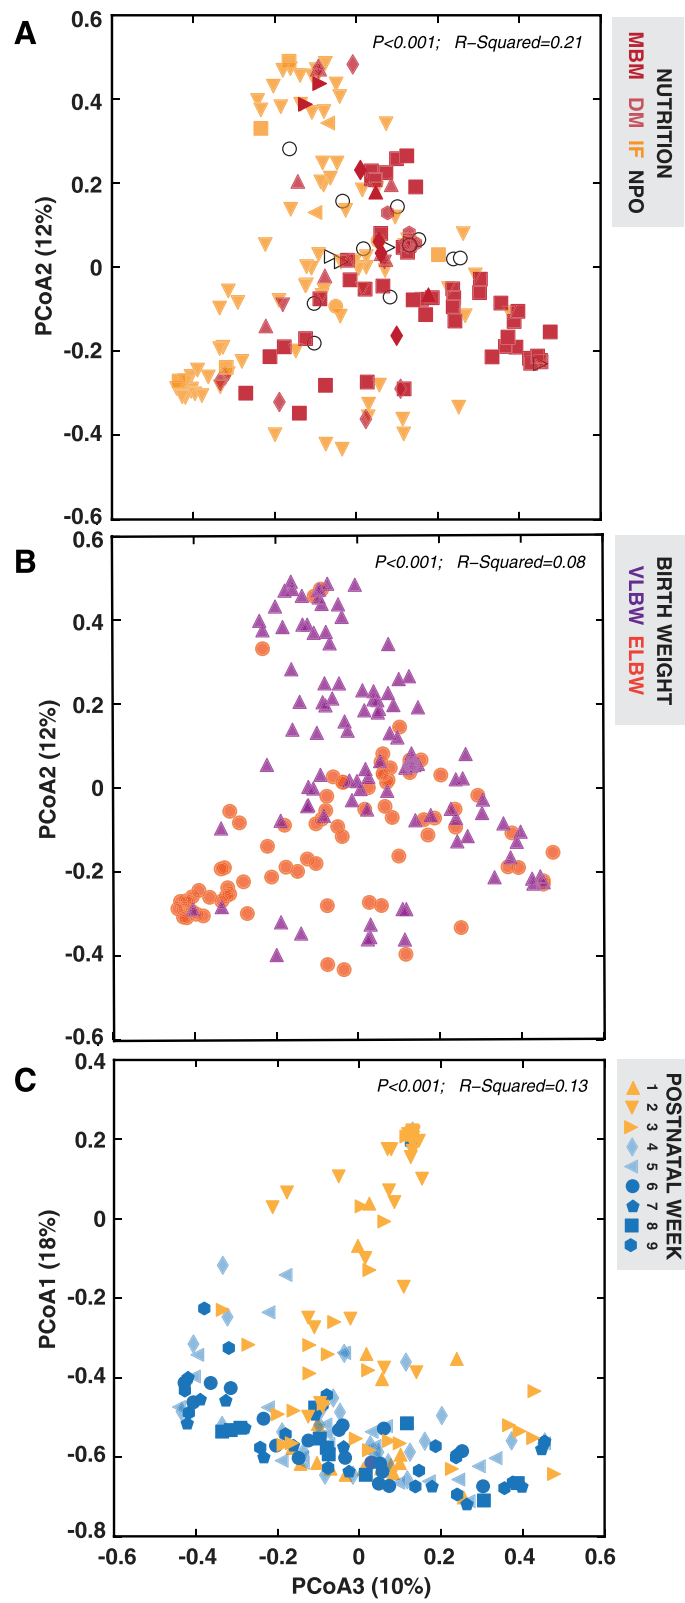 A
P<0.001; R−Squared=0.21
0.6
0.4
0.2
0
-0.2
-0.4
-0.6
PCoA2 (12%)
NUTRITION
MBM DM IF NPO
B
P<0.001; R−Squared=0.08
0.6
0.4
0.2
0
-0.2
-0.4
-0.6
PCoA2 (12%)
BIRTH WEIGHT
VLBW ELBW
C
P<0.001; R−Squared=0.13
0.4
0.2
0
-0.2
-0.4
-0.6
-0.8
PCoA1 (18%)
POSTNATAL WEEK
1 2 3 4 5 6 7 8 9
-0.6 -0.4 -0.2 0 0.2 0.4 0.6
PCoA3 (10%)